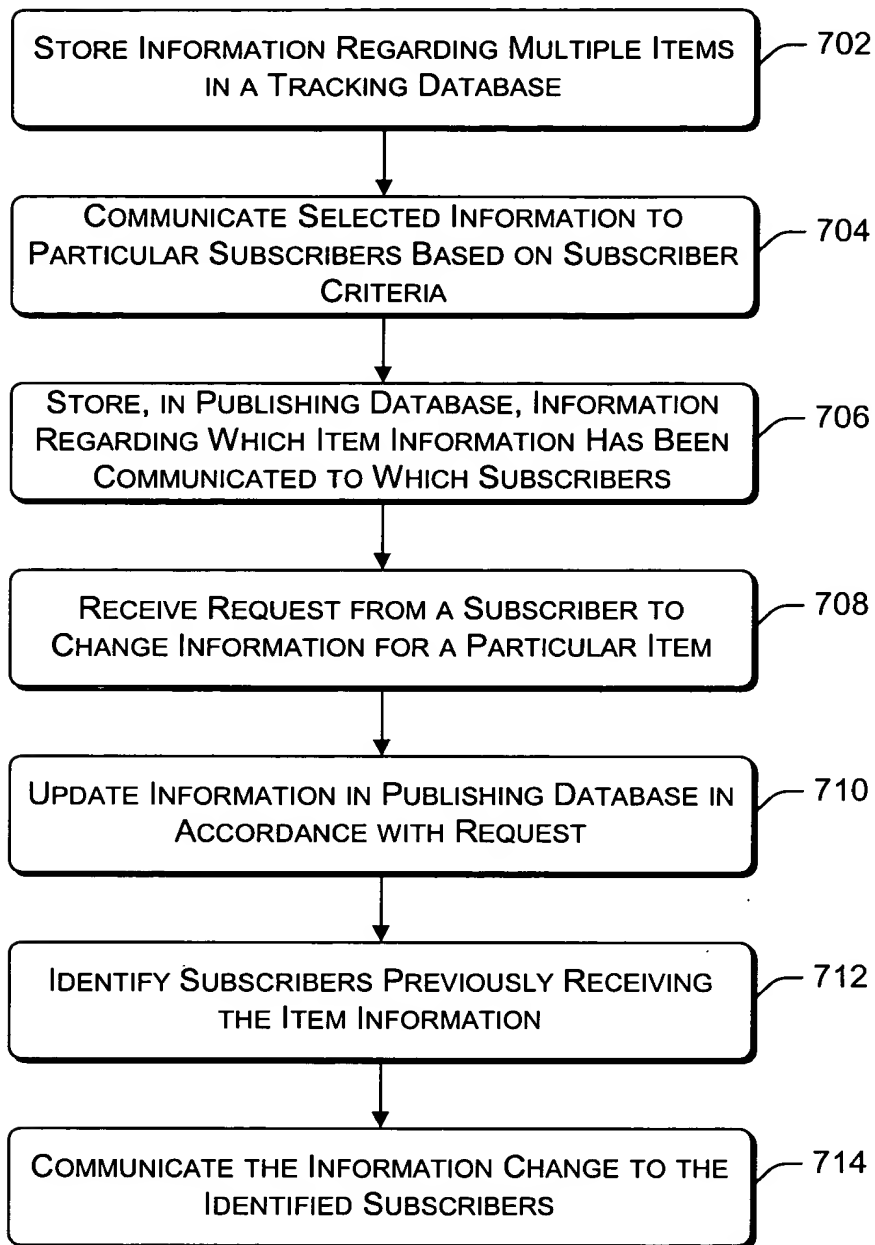 STORE INFORMATION REGARDING MULTIPLE ITEMS
IN A TRACKING DATABASE
702
COMMUNICATE SELECTED INFORMATION TO
PARTICULAR SUBSCRIBERS BASED ON SUBSCRIBER
CRITERIA
704
STORE, IN PUBLISHING DATABASE, INFORMATION
REGARDING WHICH ITEM INFORMATION HAS BEEN
COMMUNICATED TO WHICH SUBSCRIBERS
706
RECEIVE REQUEST FROM A SUBSCRIBER TO
CHANGE INFORMATION FOR A PARTICULAR ITEM
708
UPDATE INFORMATION IN PUBLISHING DATABASE IN
ACCORDANCE WITH REQUEST
710
IDENTIFY SUBSCRIBERS PREVIOUSLY RECEIVING
THE ITEM INFORMATION
712
COMMUNICATE THE INFORMATION CHANGE TO THE
IDENTIFIED SUBSCRIBERS
714